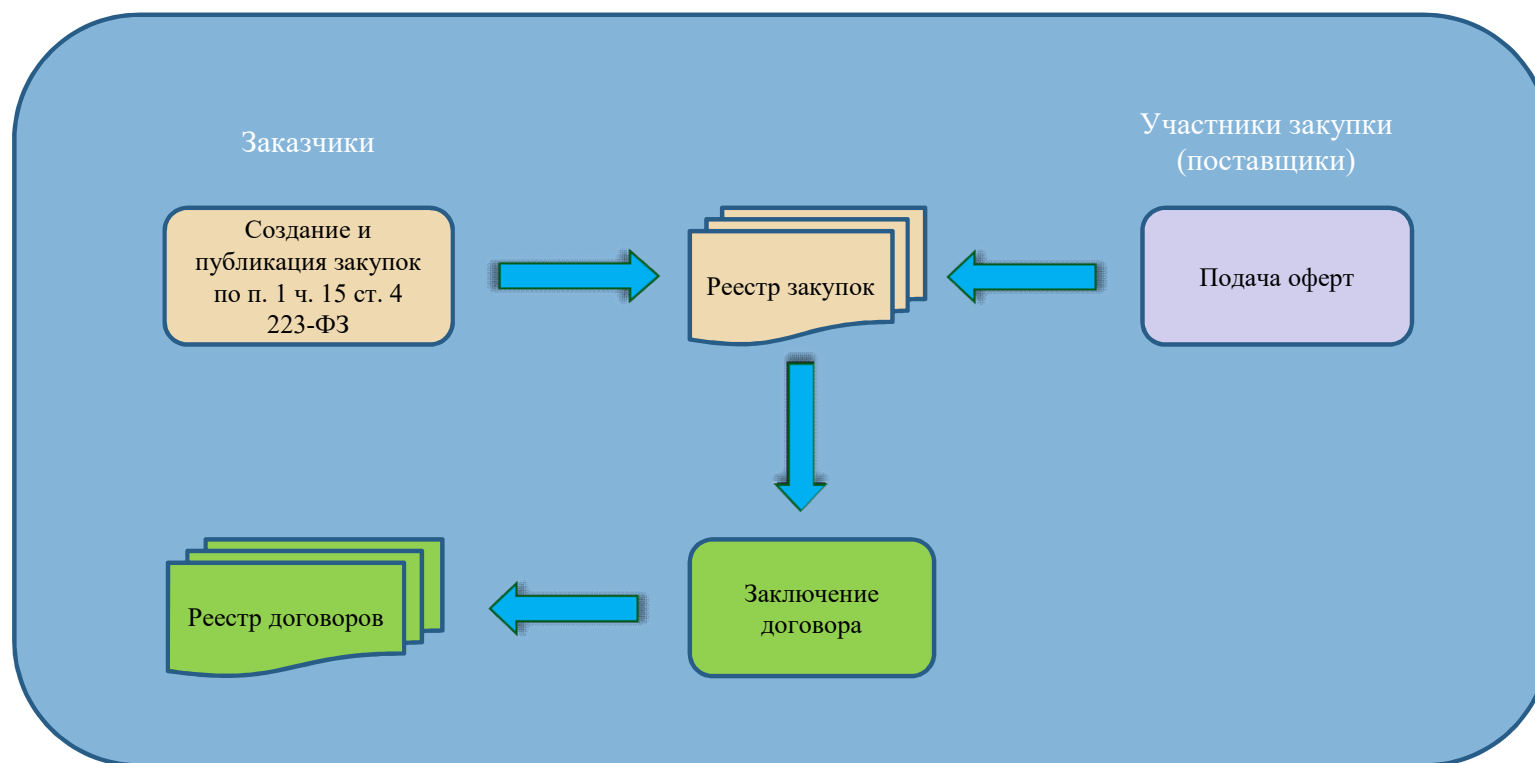 Заказчики
Участники закупки
(поставщики)
Создание и
публикация закупок
по п. 1 ч. 15 ст. 4
223-ФЗ
Реестр закупок
Подача оферт
Реестр договоров
Заключение
договора